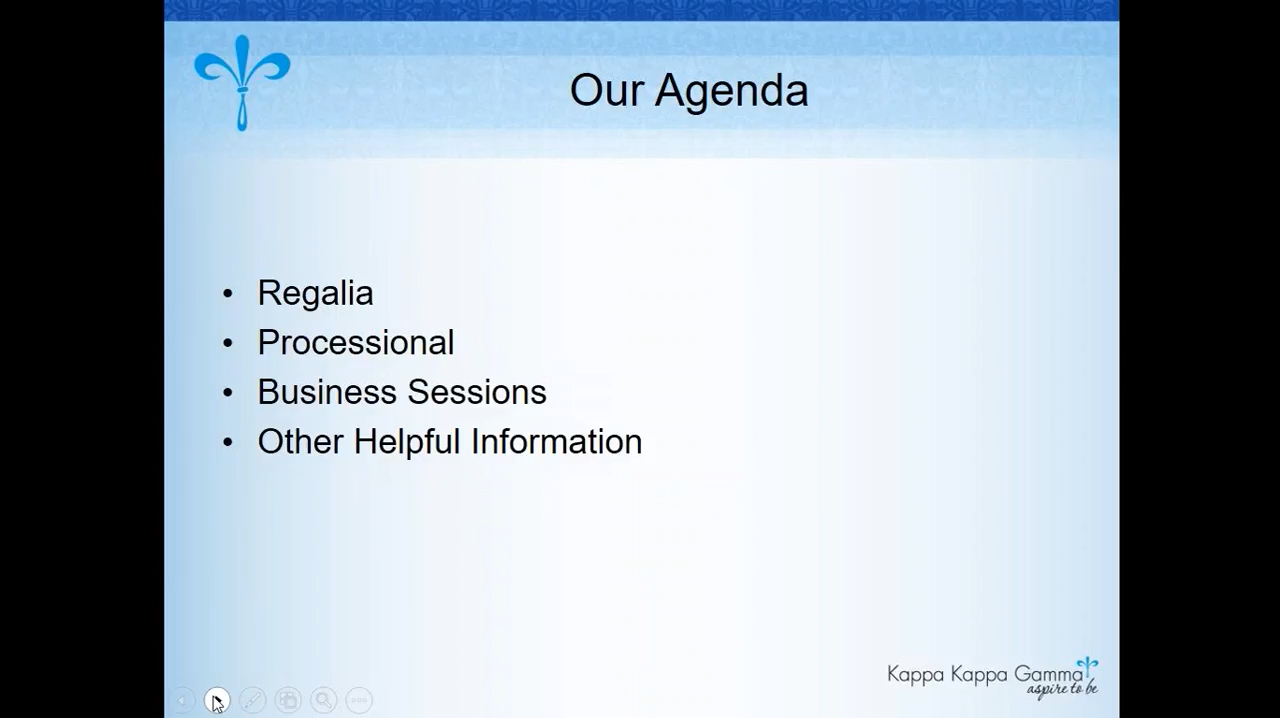 Our Agenda
• Regalia
• Processional
• Business Sessions
• Other Helpful Information
Kappa Kappa Gamma
aspire to be